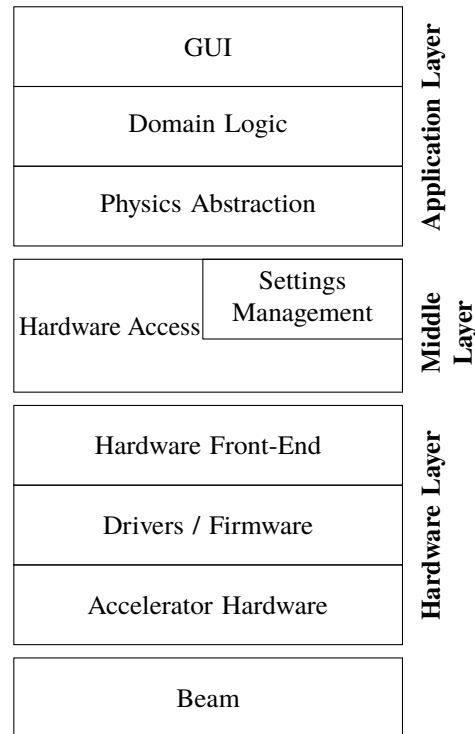 GUI
Domain Logic
Physics Abstraction
Application Layer
Settings
Management
Hardware Access
Middle
Layer
Hardware Front-End
Drivers / Firmware
Accelerator Hardware
Hardware Layer
Beam